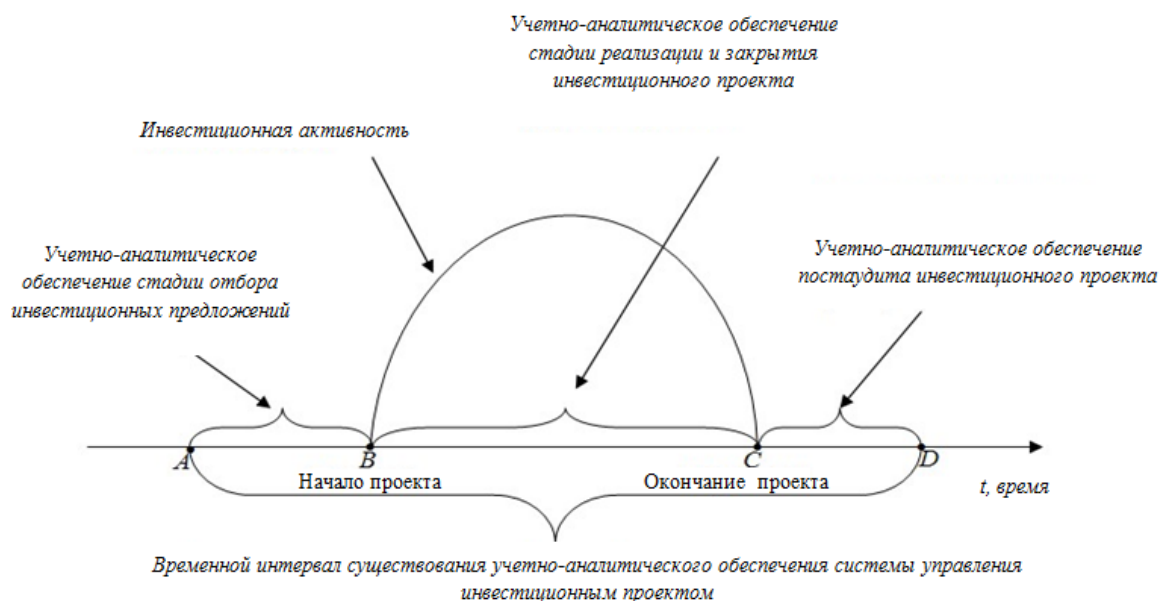 Учетно-аналитическое обеспечение
стадии реализации и закрытия
инвестиционного проекта
Инвестиционная активность
Учетно-аналитическое
обеспечение стадии отбора
инвестиционных предложений
Учетно-аналитическое обеспечение
постаудита инвестиционного проекта
A
B
C
D
Начало проекта
Окончание проекта
t, время
Временной интервал существования учетно-аналитического обеспечения системы управления
инвестиционным проектом